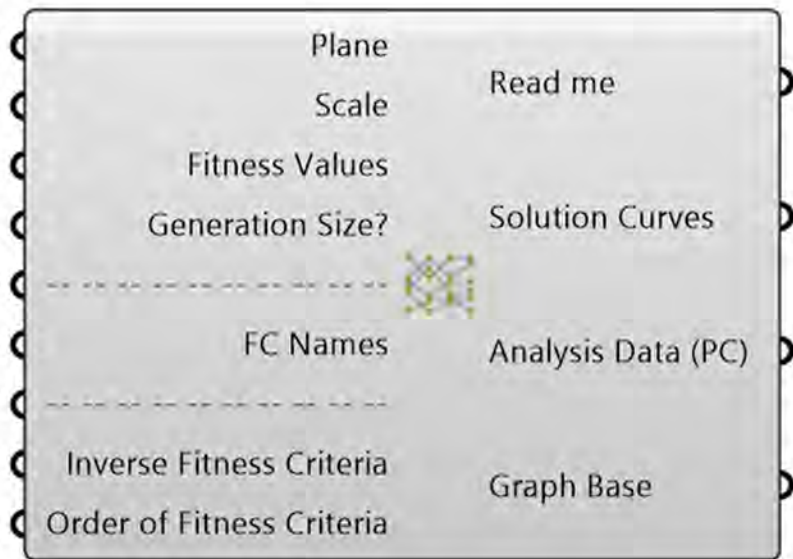 Plane
Scale
Fitness Values
Generation Size?
FC Names
Inverse Fitness Criteria
Order of Fitness Criteria
Read me
Solution Curves
Analysis Data (PC)
Graph Base